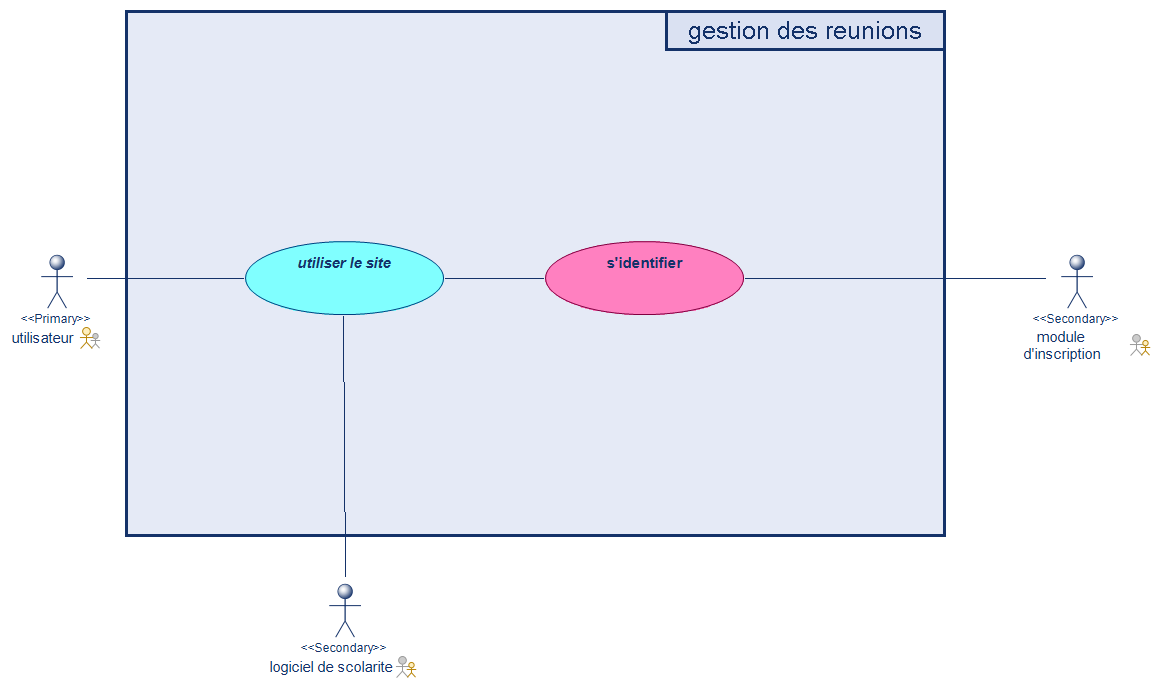 gestion des reunions
utiliser le site
s'identifier
<<Primary>>
utilisateur
<<Secondary>>
module
d'inscription
<<Secondary>>
logiciel de scolarite